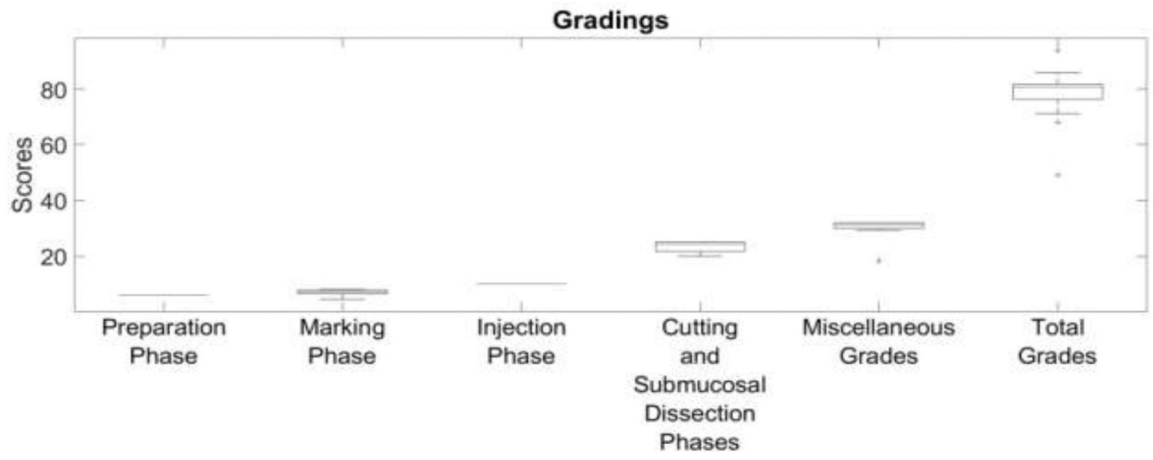 Gradings
Scores
80
60
40
20
Preparation
Phase
Marking
Phase
Injection
Phase
Cutting
and
Submucosal
Dissection
Phases
Miscellaneous
Grades
Total
Grades